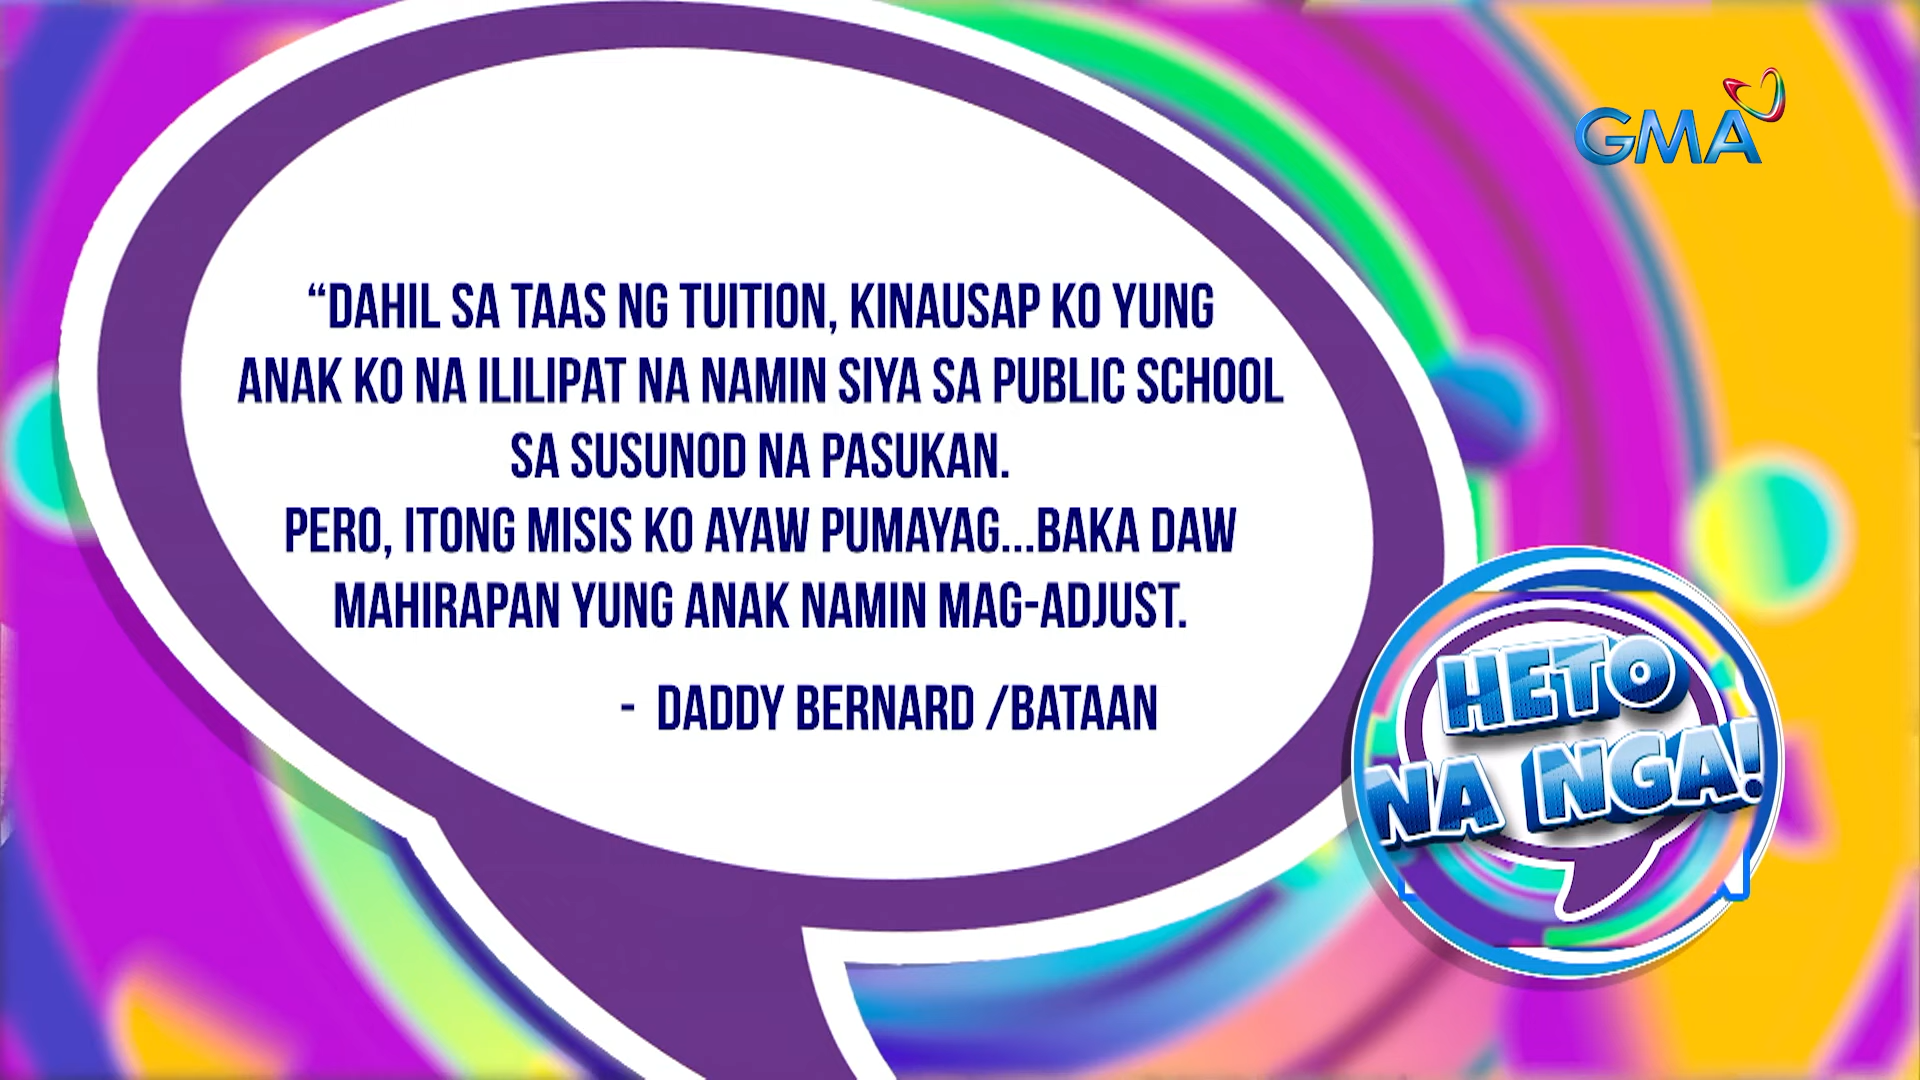 GMA
“DAHIL SA TAAS NG TUITION, KINAUSAP KO YUNG
ANAK KO NA ILILIPAT NA NAMIN SIYA SA PUBLIC SCHOOL
SA SUSUNOD NA PASUKAN.
PERO, ITONG MISIS KO AYAW PUMAYAG...BAKA DAW
MAHIRAPAN YUNG ANAK NAMIN MAG-ADJUST.
- DADDY BERNARD /BATAAN
HETO
NA NGA!